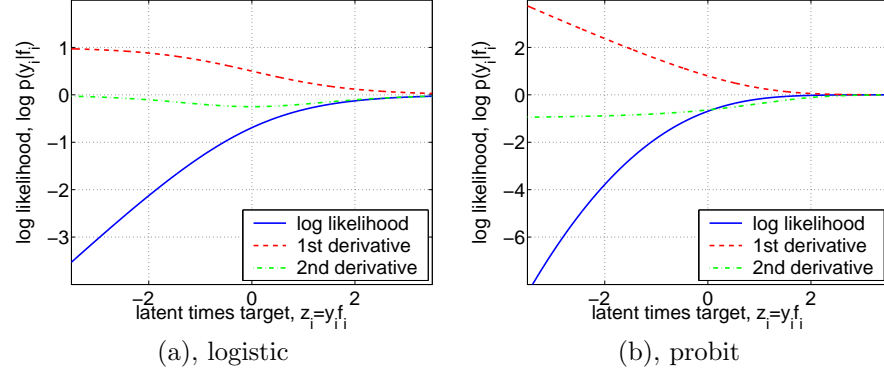 1
0
−1
−2
−3
log likelihood, log p(y_i|f_i)
log likelihood
1st derivative
2nd derivative
−2
0
2
latent times target, z_i=y_i f_i
(a), logistic
2
0
−2
−4
−6
log likelihood, log p(y_i|f_i)
log likelihood
1st derivative
2nd derivative
−2
0
2
latent times target, z_i=y_i f_i
(b), probit